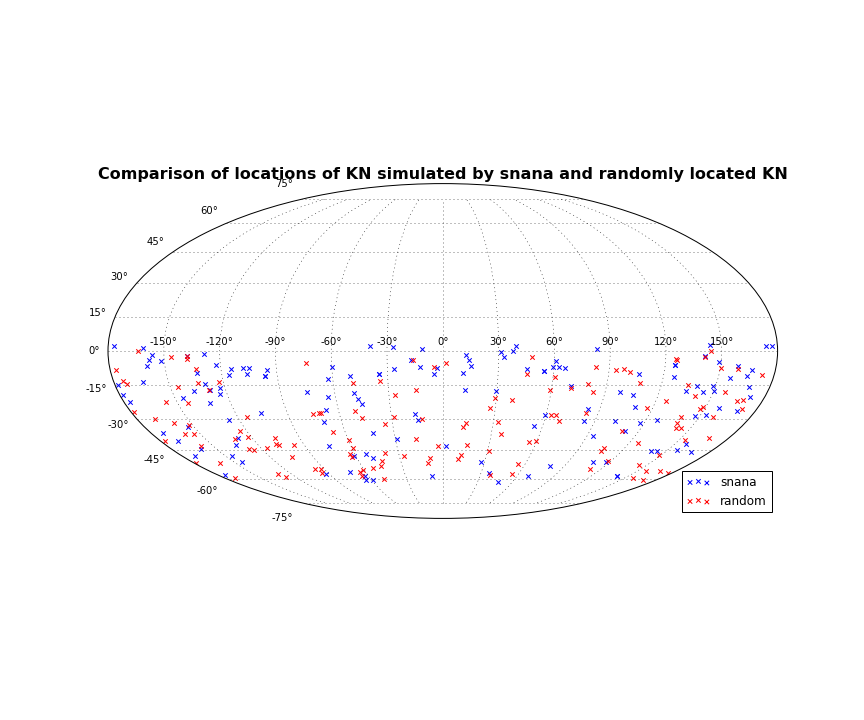 Comparison of locations of KN simulated by snana and randomly located KN
75°
60°
45°
30°
15°
-150° -120° -90° -60° -30° 0° 30° 60° 90° 120° 150°
0°
-15°
-30°
-45°
-60°
-75°
snana
random